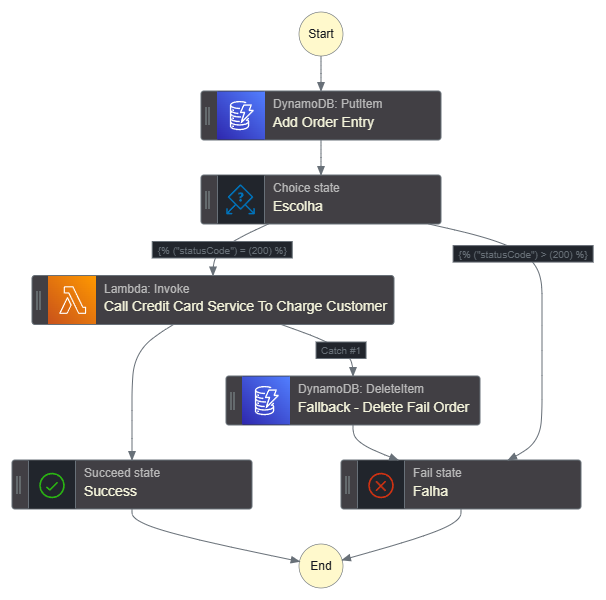 Start
DynamoDB: PutItem
Add Order Entry
Choice state
Escolha
{% ("statusCode") = (200) %}
{% ("statusCode") > (200) %}
Lambda: Invoke
Call Credit Card Service To Charge Customer
Catch #1
DynamoDB: DeleteItem
Fallback - Delete Fail Order
Succeed state
Success
Fail state
Falha
End